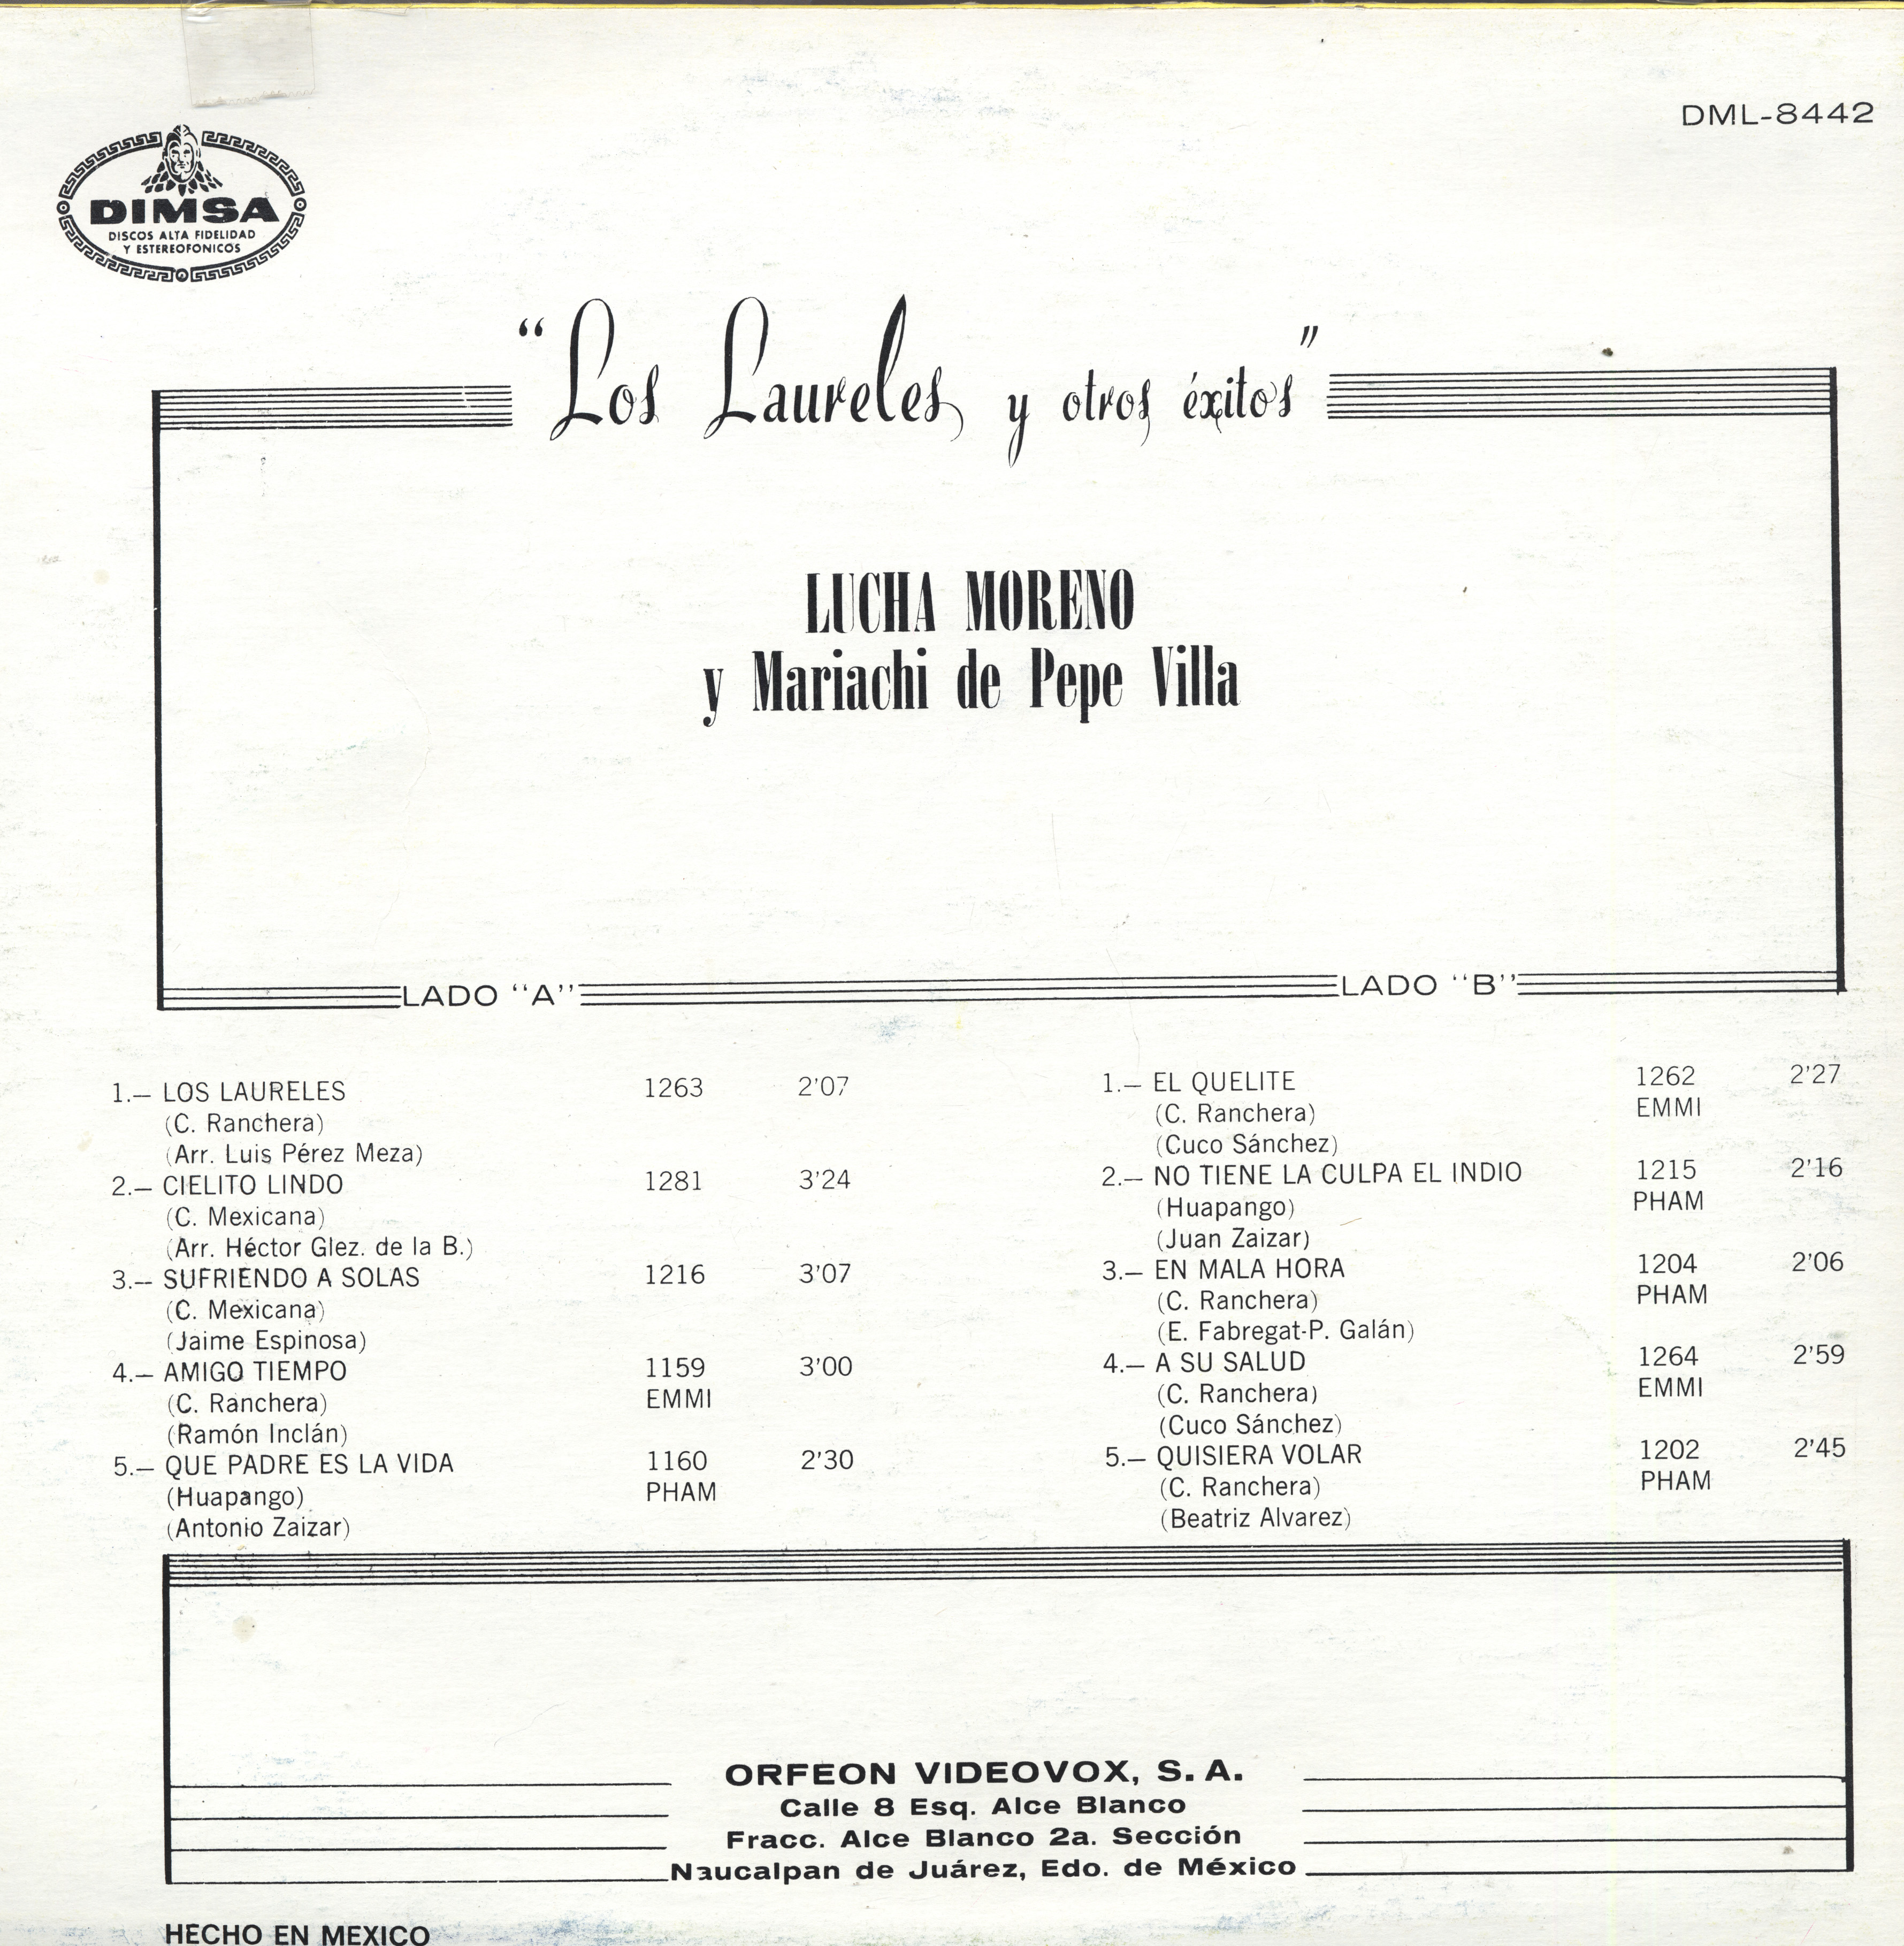 DML-8442
DIMSA
DISCOS ALTA FIDELIDAD
Y ESTEREOFONICOS
“Los Laureles y otros éxitos”
LUCHA MORENO
y Mariachi de Pepe Villa
LADO “A”
1.— LOS LAURELES 1263 2’07
(C. Ranchera)
(Arr. Luis Pérez Meza)
2.— CIELITO LINDO 1281 3’24
(C. Mexicana)
(Arr. Héctor Glez. de la B.)
3.— SUFRIENDO A SOLAS 1216 3’07
(C. Mexicana)
(Jaime Espinosa)
4.— AMIGO TIEMPO 1159 3’00
(C. Ranchera) EMMI
(Ramón Inclán)
5.— QUE PADRE ES LA VIDA 1160 2’30
(Huapango) PHAM
(Antonio Zaizar)
LADO “B”
1.— EL QUELITE 1262 2’27
(C. Ranchera) EMMI
(Cuco Sánchez)
2.— NO TIENE LA CULPA EL INDIO 1215 2’16
(Huapango) PHAM
(Juan Zaizar)
3.— EN MALA HORA 1204 2’06
(C. Ranchera) PHAM
(E. Fabregat-P. Galán)
4.— A SU SALUD 1264 2’59
(C. Ranchera) EMMI
(Cuco Sánchez)
5.— QUISIERA VOLAR 1202 2’45
(C. Ranchera) PHAM
(Beatriz Alvarez)
ORFEON VIDEOVOX, S. A.
Calle 8 Esq. Alce Blanco
Fracc. Alce Blanco 2a. Sección
Naucalpan de Juárez, Edo. de México
HECHO EN MEXICO